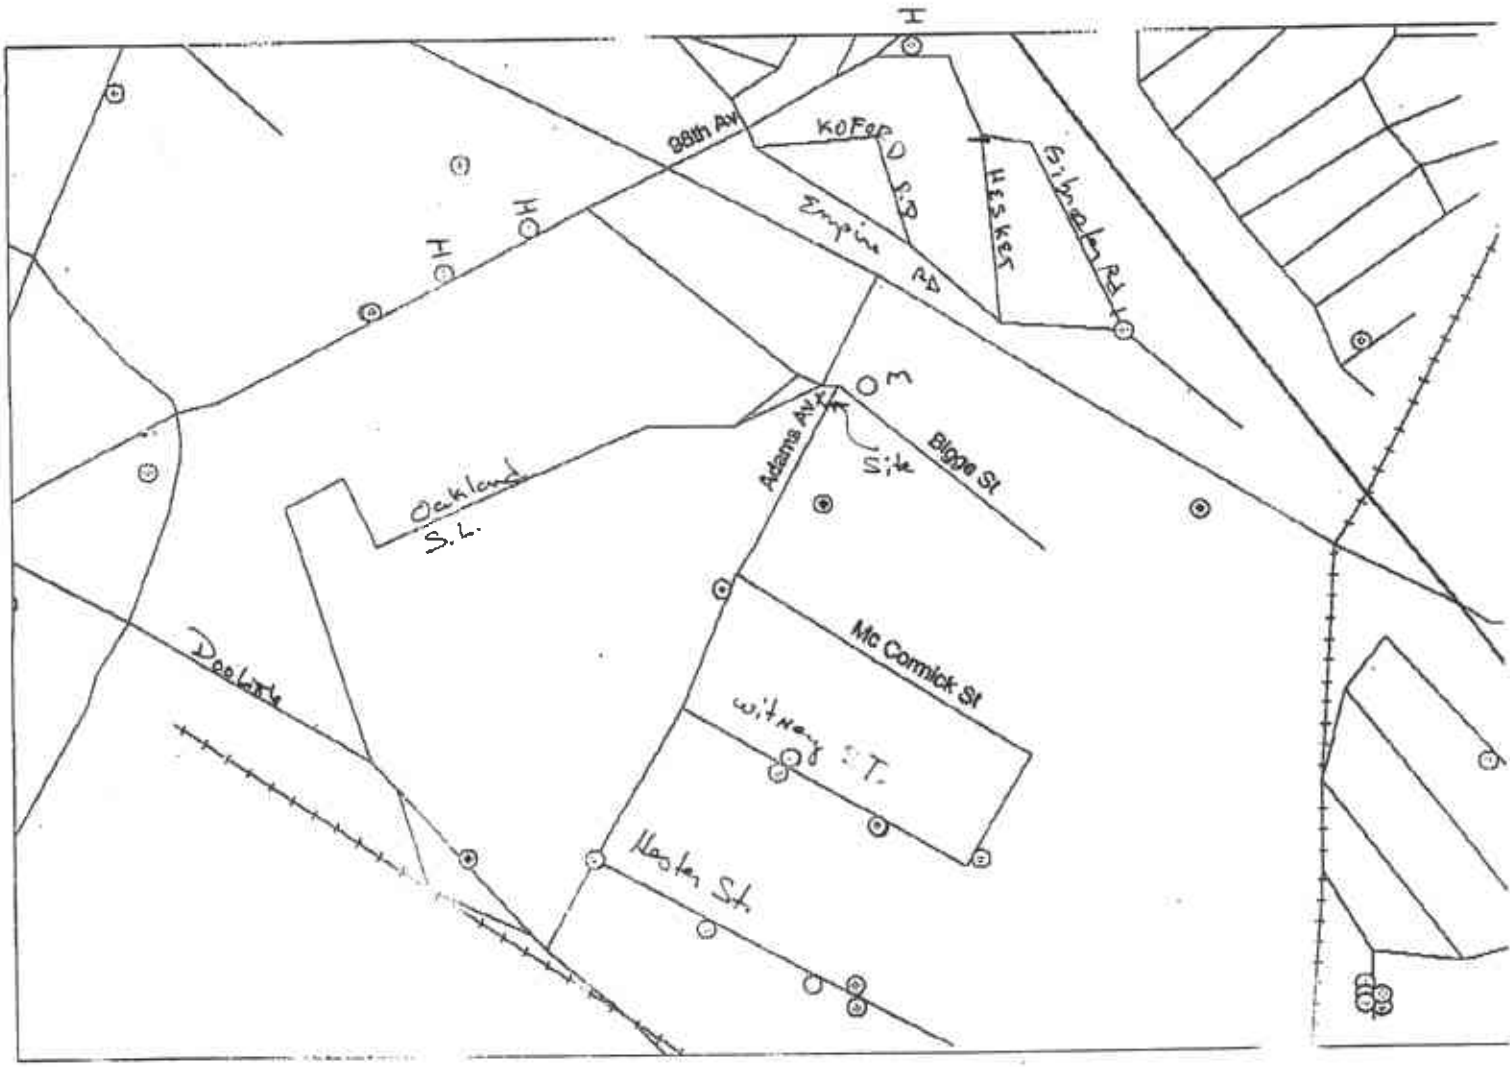 H
98th Av
KOFORD
RD
HESKET
Empire
RD
H
H
M
Adams Av
Site
Bigge St
Oakland
S.L.
Mc Cormick St
Doolittle
Witney ST.
Hester St.